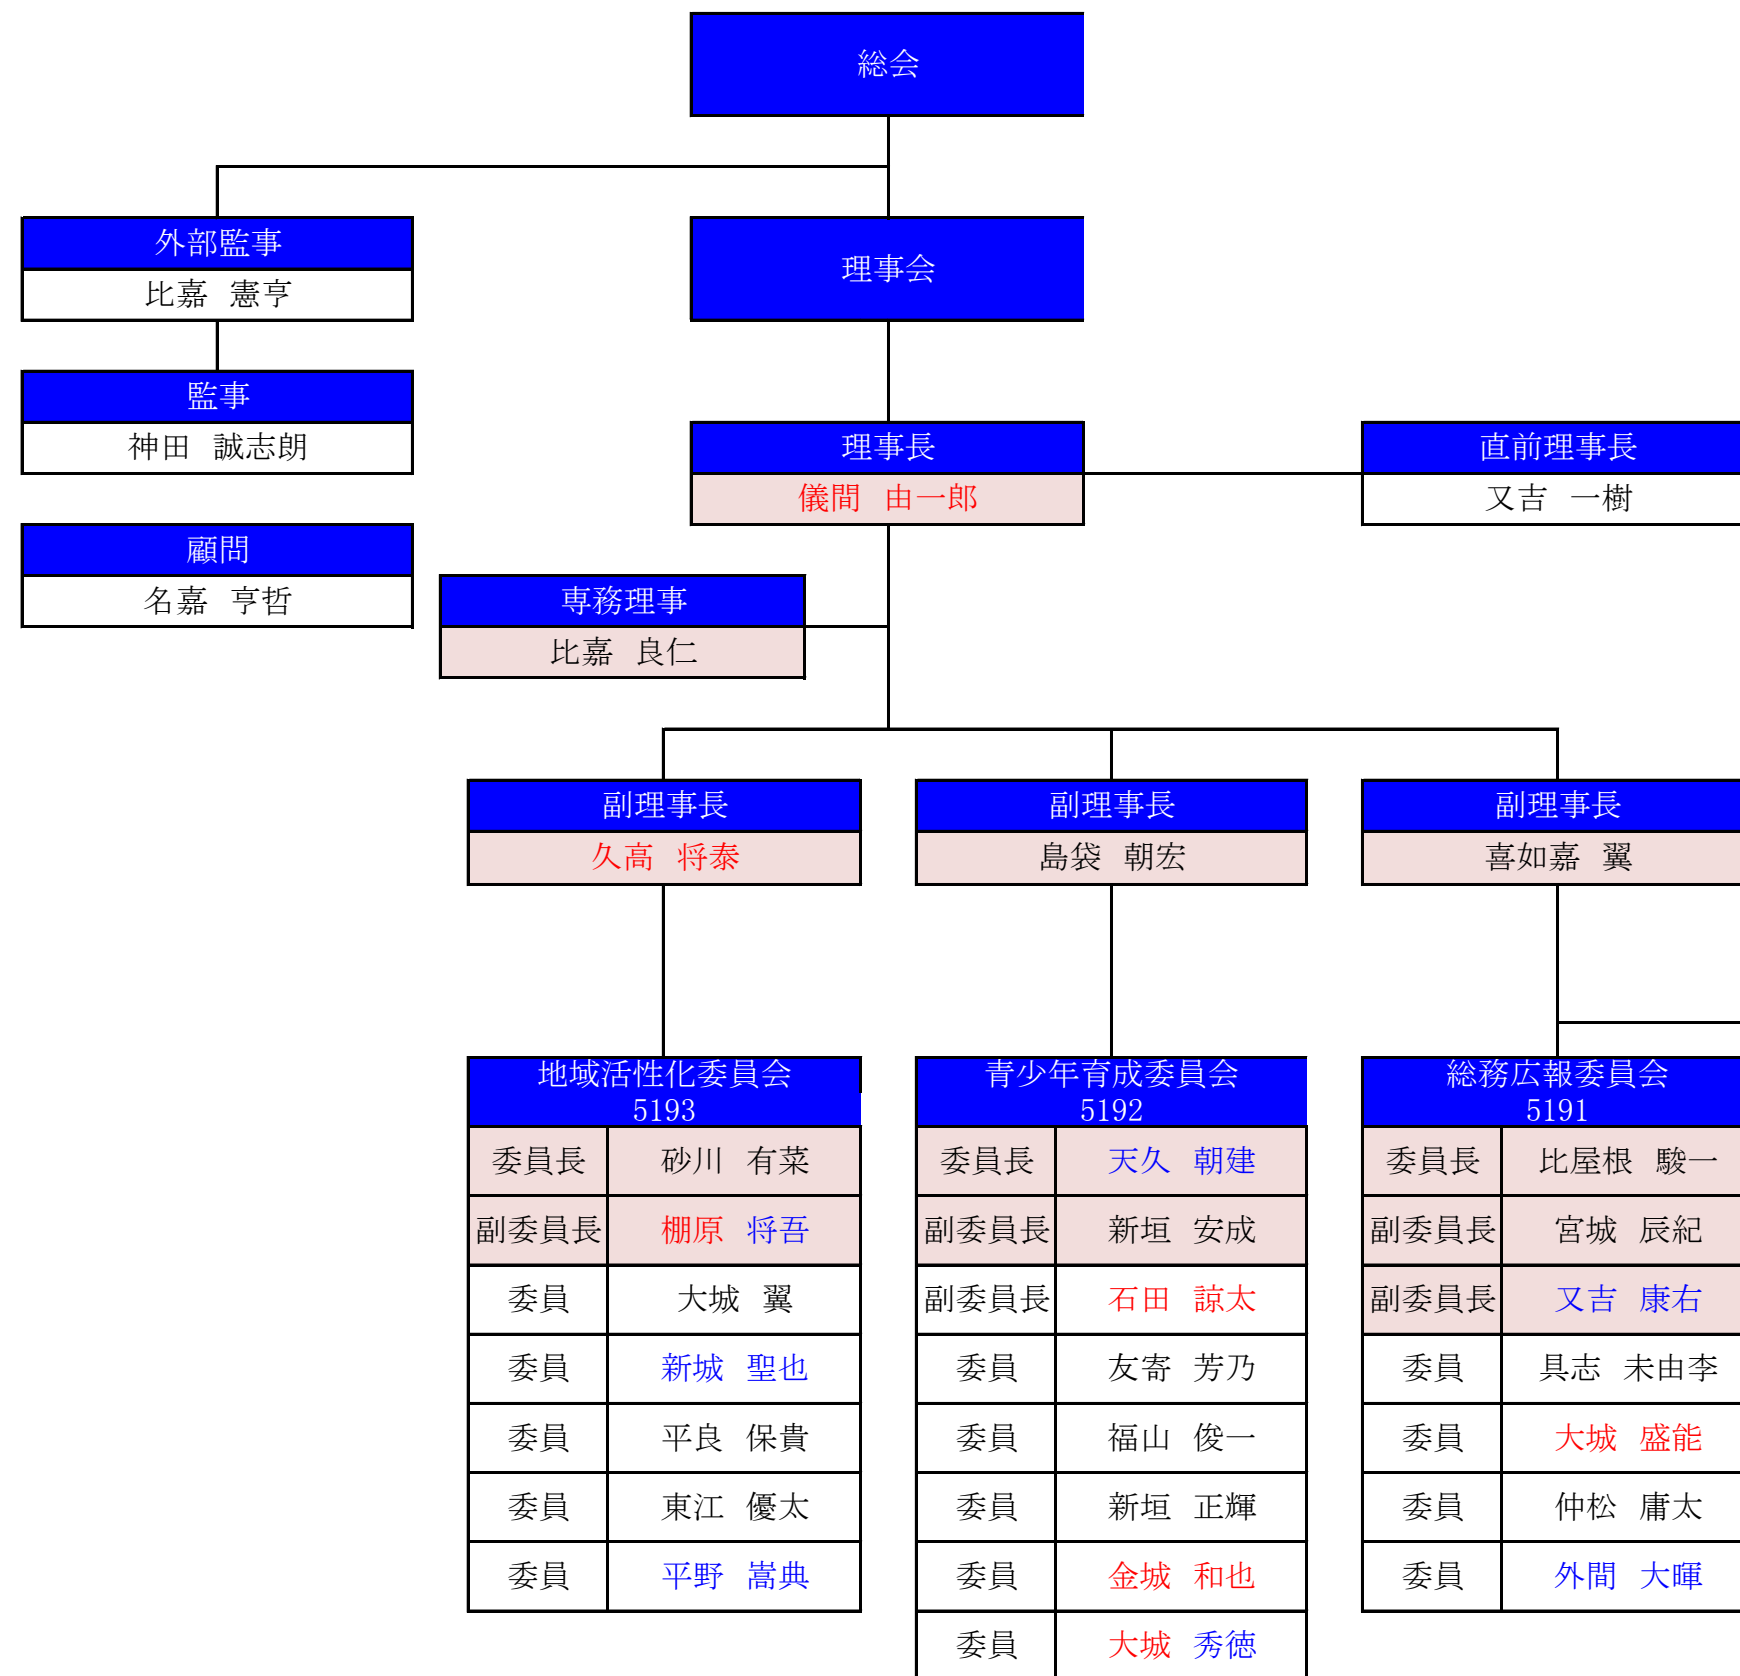 総会
外部監事
比嘉 憲亨
理事会
監事
神田 誠志朗
理事長
儀間 由一郎
直前理事長
又吉 一樹
顧問
名嘉 亨哲
専務理事
比嘉 良仁
副理事長
久高 将泰
副理事長
島袋 朝宏
副理事長
喜如嘉 翼
地域活性化委員会
5193
委員長 砂川 有菜
副委員長 棚原 将吾
委員 大城 翼
委員 新城 聖也
委員 平良 保貴
委員 東江 優太
委員 平野 嵩典
青少年育成委員会
5192
委員長 天久 朝建
副委員長 新垣 安成
副委員長 石田 諒太
委員 友寄 芳乃
委員 福山 俊一
委員 新垣 正輝
委員 金城 和也
委員 大城 秀徳
総務広報委員会
5191
委員長 比屋根 駿一
副委員長 宮城 辰紀
副委員長 又吉 康右
委員 具志 未由李
委員 大城 盛能
委員 仲松 庸太
委員 外間 大暉